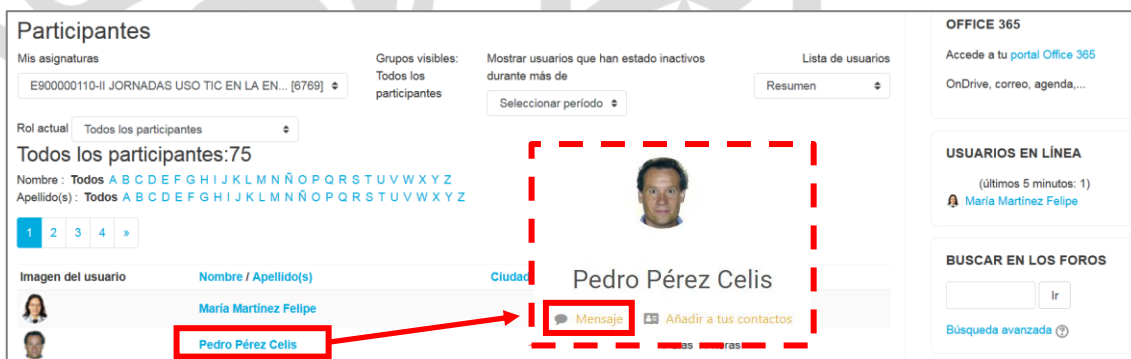 Participantes
Mis asignaturas
E900000110-II JORNADAS USO TIC EN LA EN... [6769]
Grupos visibles:
Todos los
participantes
Mostrar usuarios que han estado inactivos
durante más de
Seleccionar período
Lista de usuarios
Resumen
Rol actual Todos los participantes
Todos los participantes:75
Nombre : Todos A B C D E F G H I J K L M N Ñ O P Q R S T U V W X Y Z
Apellido(s) : Todos A B C D E F G H I J K L M N Ñ O P Q R S T U V W X Y Z
1 2 3 4 »
Imagen del usuario Nombre / Apellido(s) Ciudad
María Martínez Felipe
Pedro Pérez Celis
Pedro Pérez Celis
Mensaje Añadir a tus contactos
OFFICE 365
Accede a tu portal Office 365
OnDrive, correo, agenda,...
USUARIOS EN LÍNEA
(últimos 5 minutos: 1)
María Martínez Felipe
BUSCAR EN LOS FOROS
Ir
Búsqueda avanzada